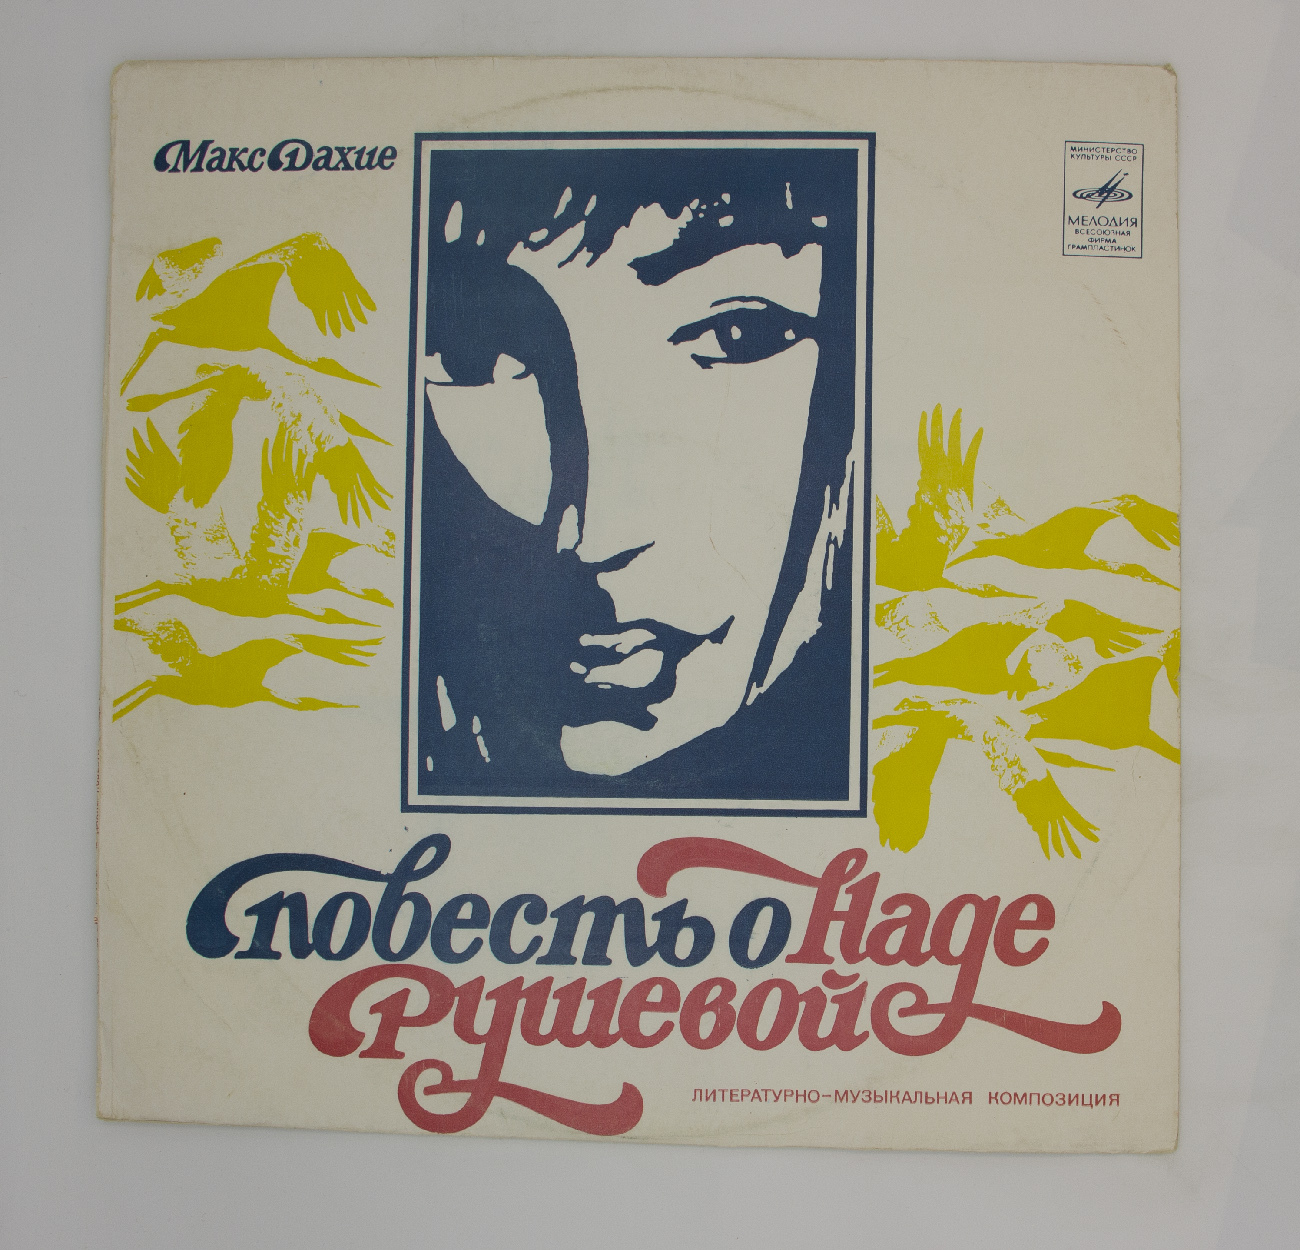 Макс Дахие
МИНИСТЕРСТВО
КУЛЬТУРЫ СССР
МЕЛОДИЯ
ВСЕСОЮЗНАЯ
ФИРМА
ГРАМПЛАСТИНОК
Повесть о Наде
Рушевой
ЛИТЕРАТУРНО-МУЗЫКАЛЬНАЯ КОМПОЗИЦИЯ